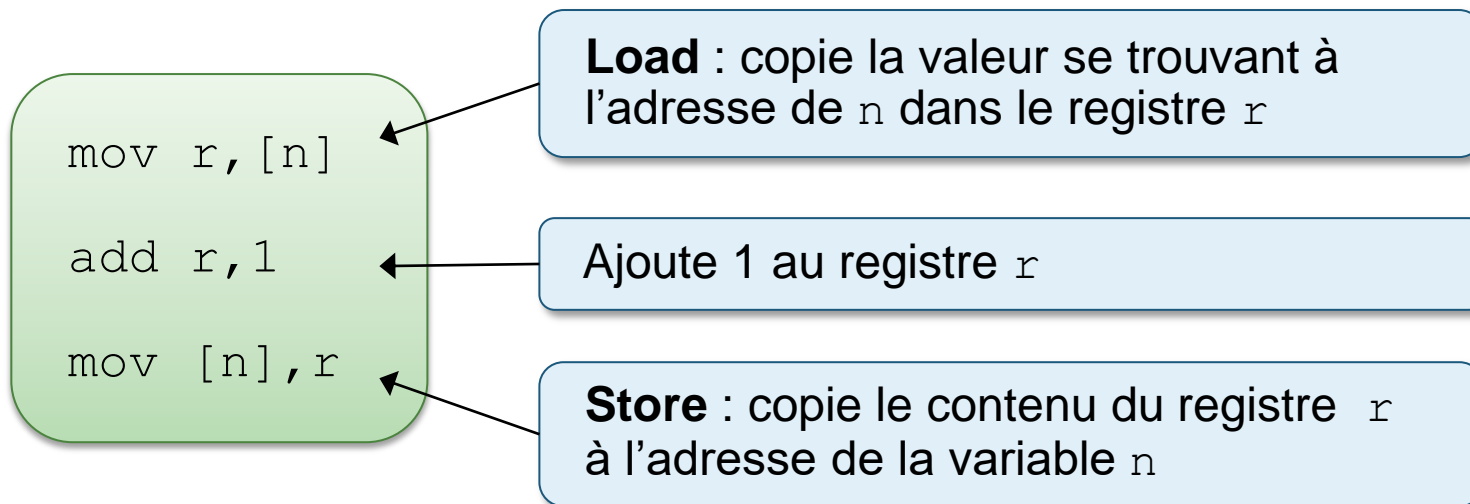 mov r,[n]
add r,1
mov [n],r
Load : copie la valeur se trouvant à
l’adresse de n dans le registre r
Ajoute 1 au registre r
Store : copie le contenu du registre r
à l’adresse de la variable n